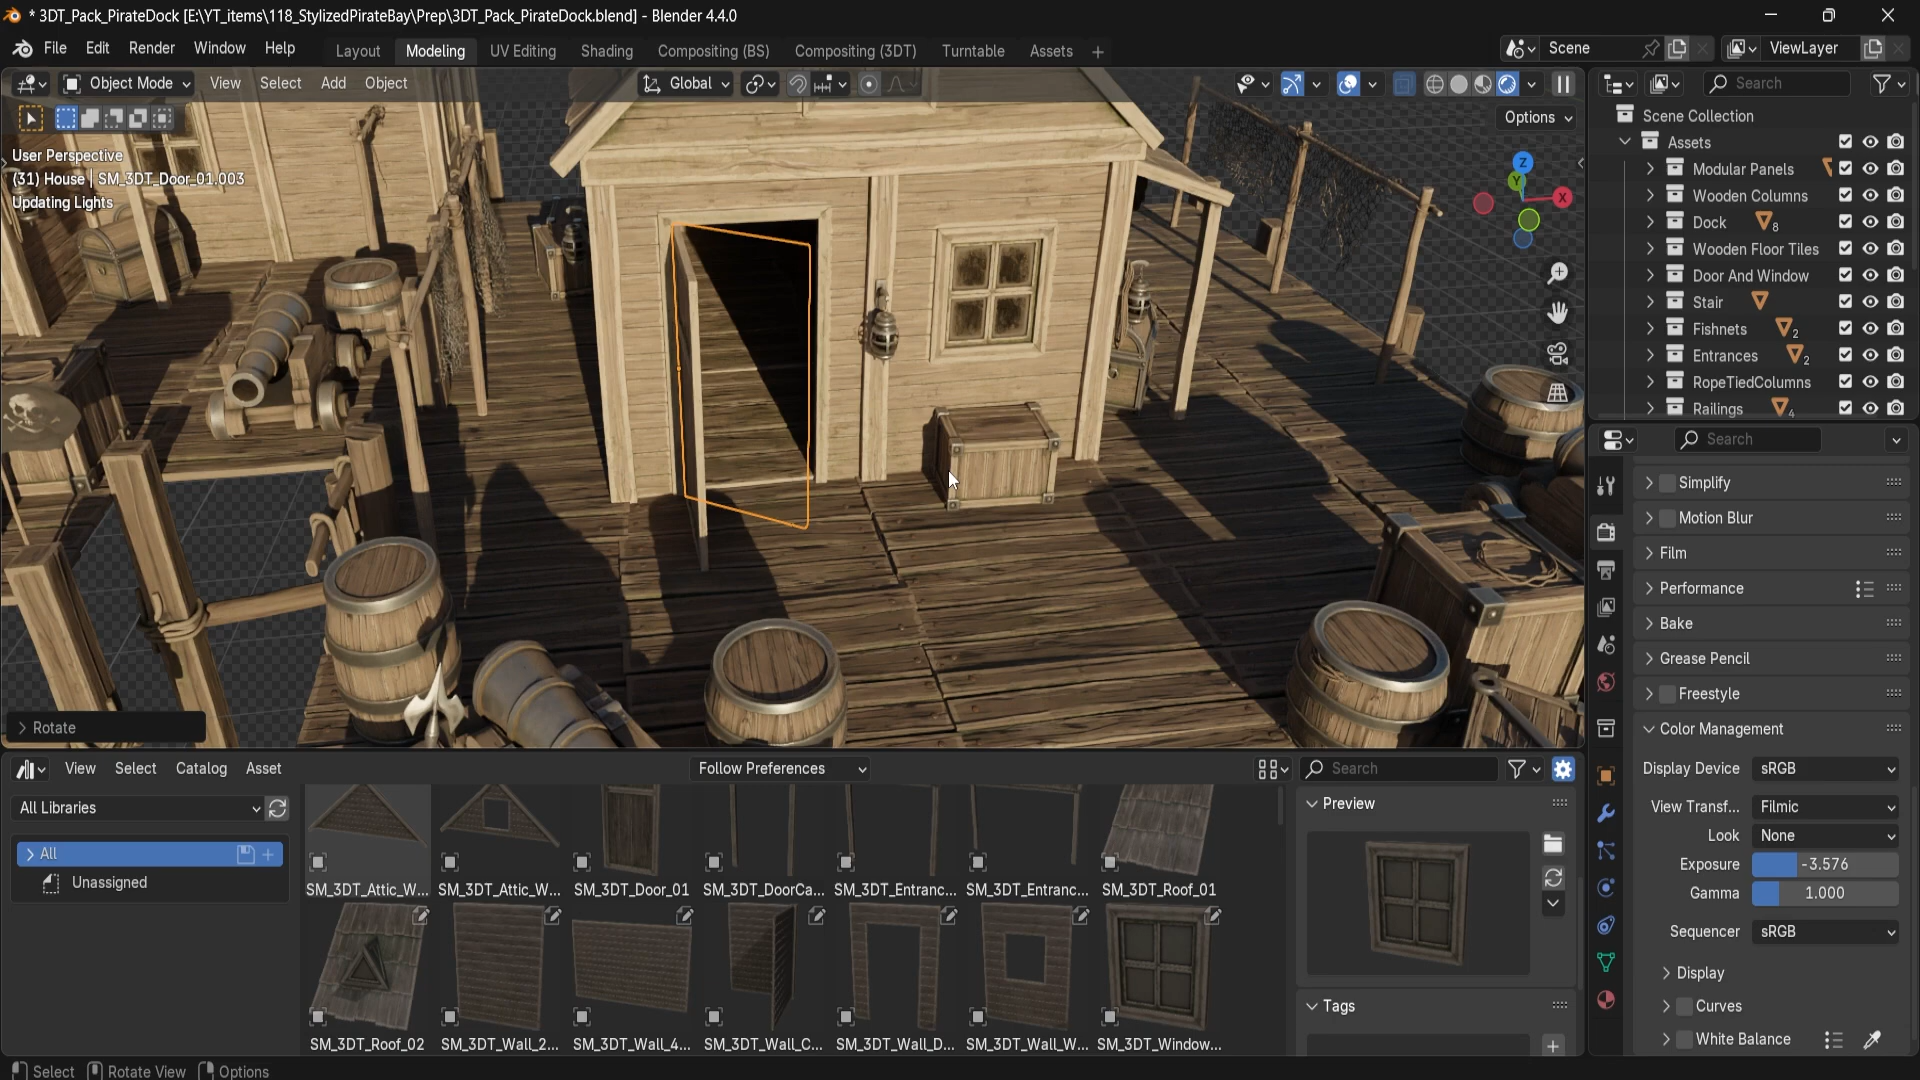 * 3DT_Pack_PirateDock [E:\YT_items\118_StylizedPirateBay\Prep\3DT_Pack_PirateDock.blend] - Blender 4.4.0
File Edit Render Window Help Layout Modeling UV Editing Shading Compositing (BS) Compositing (3DT) Turntable Assets + Scene ViewLayer
Object Mode View Select Add Object Global Search
Options
User Perspective
(31) House | SM_3DT_Door_01.003
Updating Lights
Z
Y
X
Scene Collection
Assets
Modular Panels
Wooden Columns
Dock 8
Wooden Floor Tiles
Door And Window
Stair
Fishnets 2
Entrances 2
RopeTiedColumns
Railings 4
Search
Simplify
Motion Blur
Film
Performance
Bake
Grease Pencil
Freestyle
Color Management
Display Device sRGB
View Transf... Filmic
Look None
Exposure -3.576
Gamma 1.000
Sequencer sRGB
Display
Curves
White Balance
Rotate
View Select Catalog Asset Follow Preferences Search
All Libraries
All
Unassigned
SM_3DT_Attic_W... SM_3DT_Attic_W... SM_3DT_Door_01 SM_3DT_DoorCa... SM_3DT_Entranc... SM_3DT_Entranc... SM_3DT_Roof_01
SM_3DT_Roof_02 SM_3DT_Wall_2... SM_3DT_Wall_4... SM_3DT_Wall_C... SM_3DT_Wall_D... SM_3DT_Wall_W... SM_3DT_Window...
Preview
Tags
Select Rotate View Options